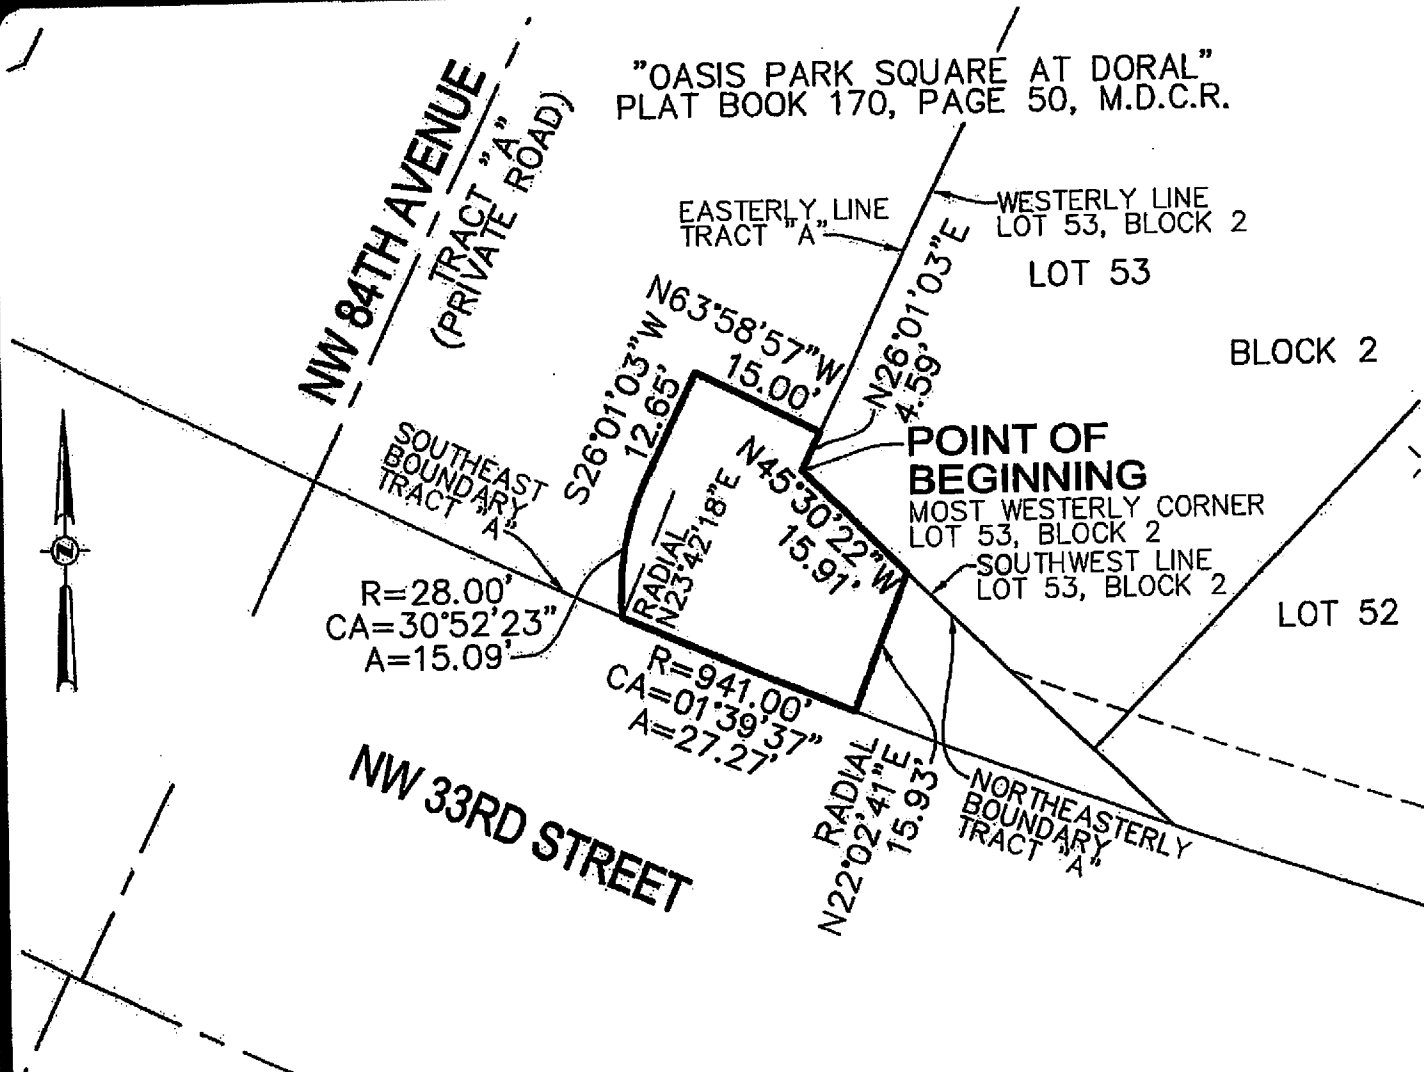 "OASIS PARK SQUARE AT DORAL"
PLAT BOOK 170, PAGE 50, M.D.C.R.
NW 84TH AVENUE
TRACT "A"
(PRIVATE ROAD)
EASTERLY LINE
TRACT "A"
WESTERLY LINE
LOT 53, BLOCK 2
LOT 53
BLOCK 2
N63°58'57"W
15.00'
S26°01'03"W
12.65'
N26°01'03"E
4.59'
POINT OF
BEGINNING
MOST WESTERLY CORNER
LOT 53, BLOCK 2
SOUTHWEST LINE
LOT 53, BLOCK 2
LOT 52
N45°30'22"W
15.91'
SOUTHEAST
BOUNDARY
TRACT "A"
RADIAL
N23°42'18"E
R=28.00'
CA=30°52'23"
A=15.09'
R=941.00'
CA=01°39'37"
A=27.27'
RADIAL
N22°02'41"E
15.93'
NORTHEASTERLY
BOUNDARY
TRACT "A"
NW 33RD STREET
N